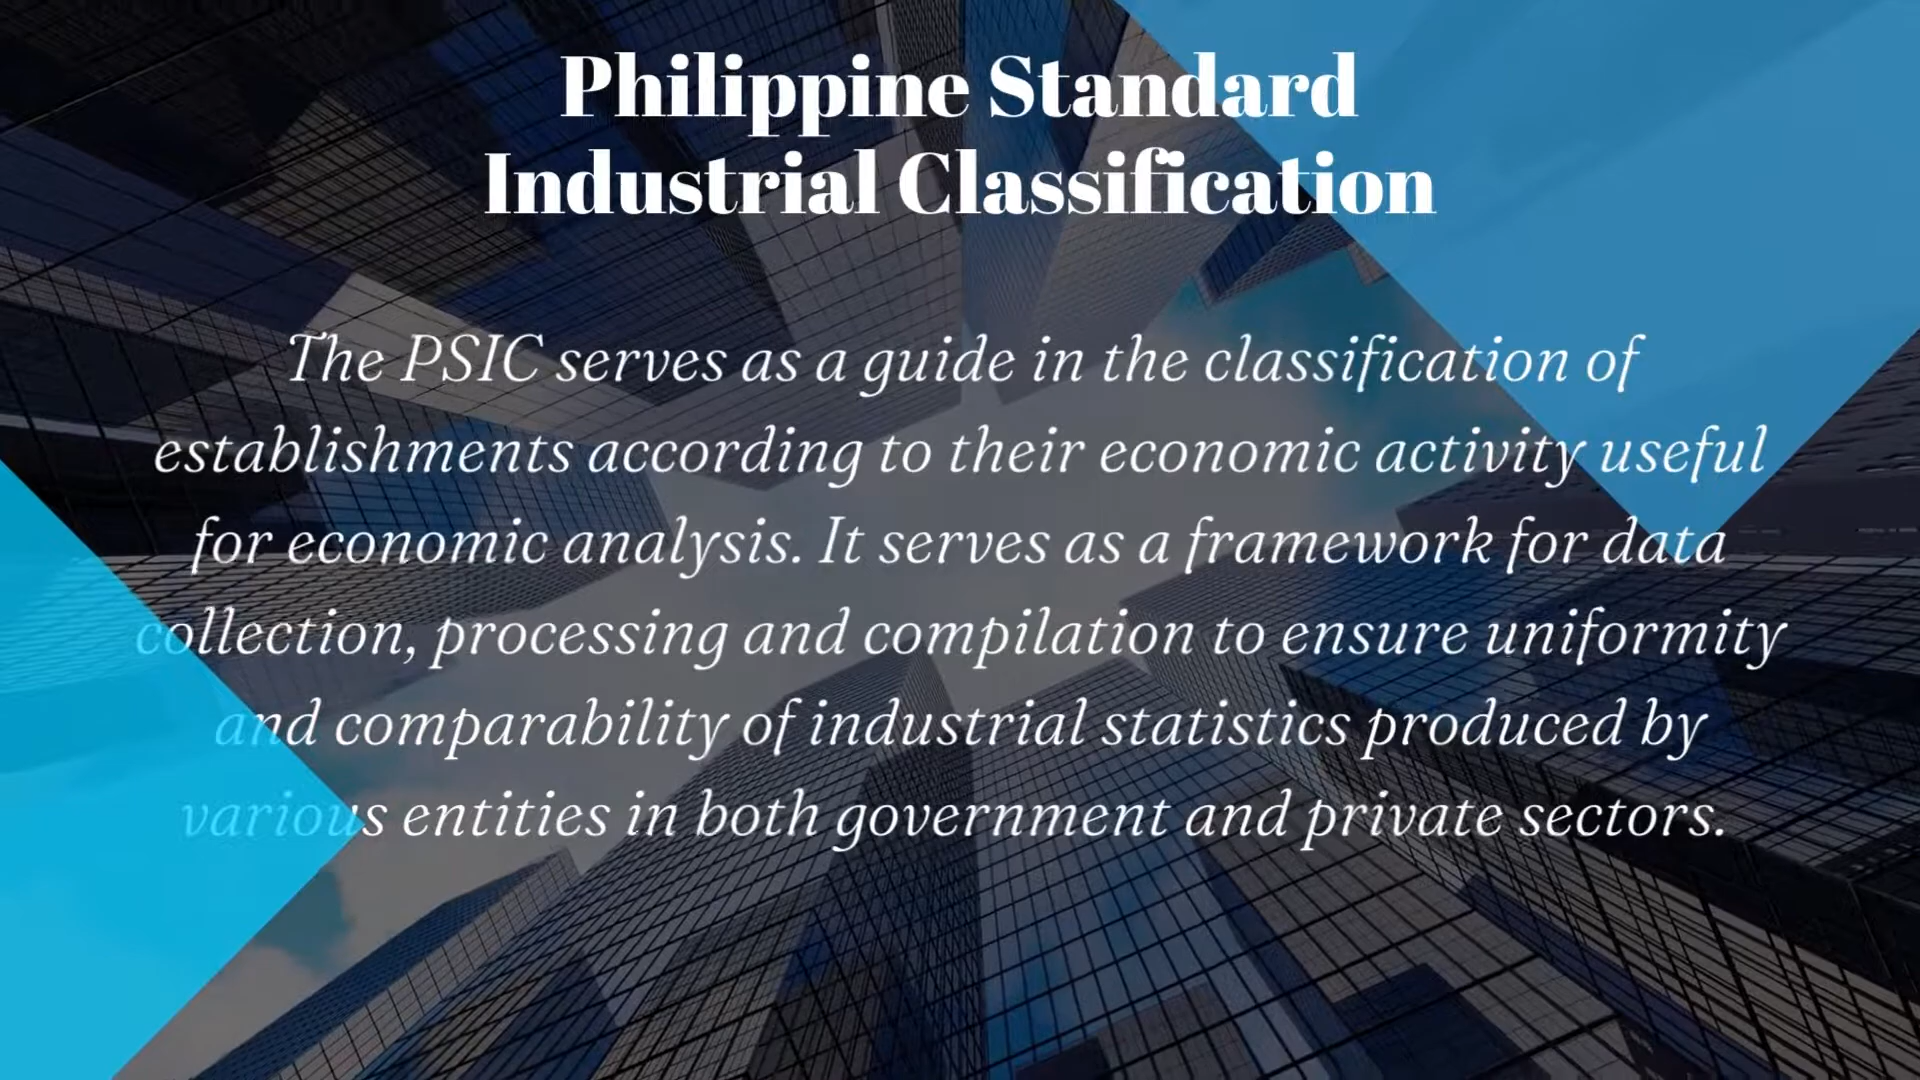 Philippine Standard
Industrial Classification
The PSIC serves as a guide in the classification of
establishments according to their economic activity useful
for economic analysis. It serves as a framework for data
collection, processing and compilation to ensure uniformity
and comparability of industrial statistics produced by
various entities in both government and private sectors.